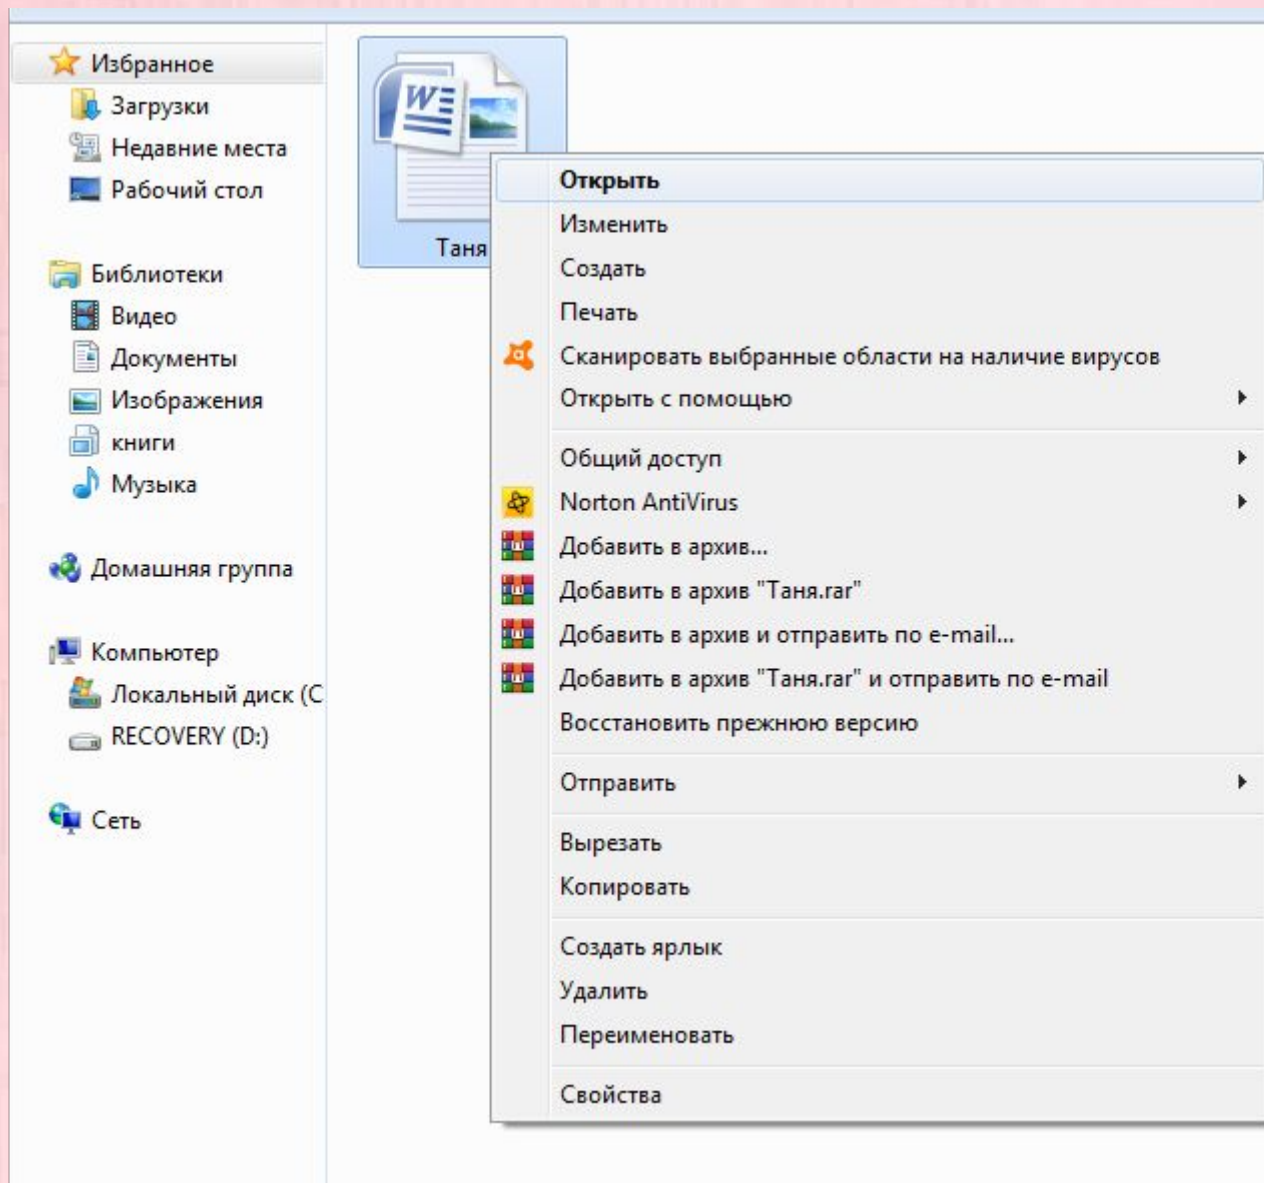 Избранное
Загрузки
Недавние места
Рабочий стол
Библиотеки
Видео
Документы
Изображения
книги
Музыка
Домашняя группа
Компьютер
Локальный диск (C
RECOVERY (D:)
Сеть
W
Таня
Открыть
Изменить
Создать
Печать
Сканировать выбранные области на наличие вирусов
Открыть с помощью
Общий доступ
Norton AntiVirus
Добавить в архив...
Добавить в архив "Таня.rar"
Добавить в архив и отправить по e-mail...
Добавить в архив "Таня.rar" и отправить по e-mail
Восстановить прежнюю версию
Отправить
Вырезать
Копировать
Создать ярлык
Удалить
Переименовать
Свойства